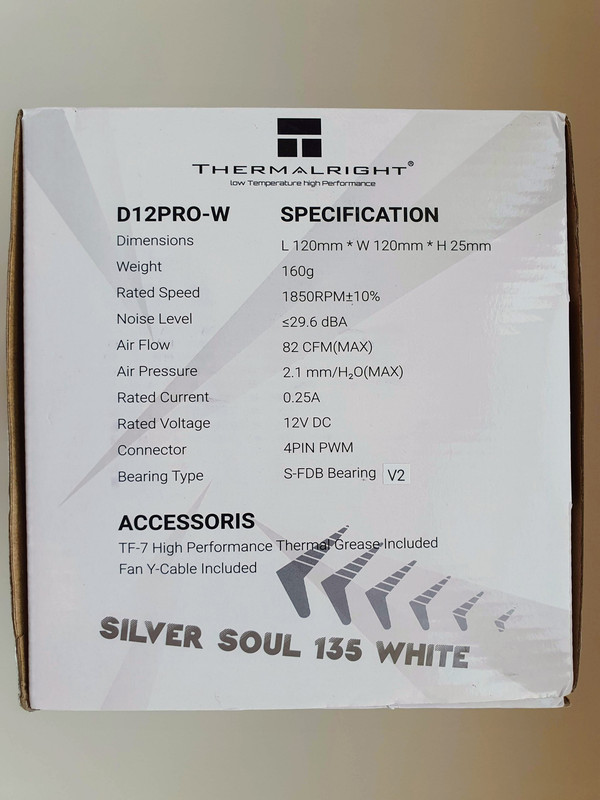 THERMALRIGHT®
low Temperature high Performance
D12PRO-W SPECIFICATION
Dimensions L 120mm * W 120mm * H 25mm
Weight 160g
Rated Speed 1850RPM±10%
Noise Level ≤29.6 dBA
Air Flow 82 CFM(MAX)
Air Pressure 2.1 mm/H₂O(MAX)
Rated Current 0.25A
Rated Voltage 12V DC
Connector 4PIN PWM
Bearing Type S-FDB Bearing V2
ACCESSORIS
TF-7 High Performance Thermal Grease Included
Fan Y-Cable Included
SILVER SOUL 135 WHITE